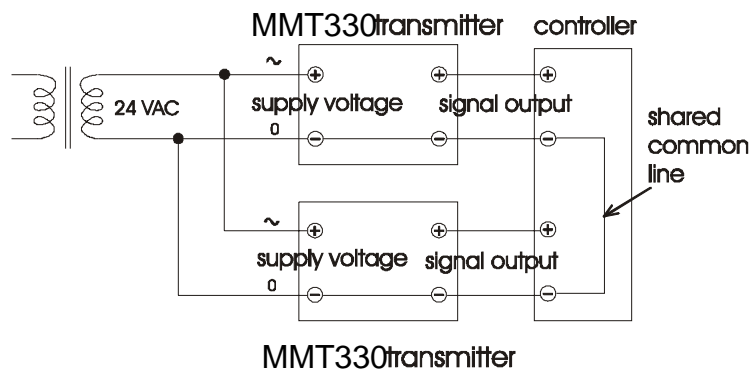 MMT330transmitter controller
~ + + +
24 VAC supply voltage signal output
0 - - -
shared
common
line
~ + + +
supply voltage signal output
0 - - -
MMT330transmitter